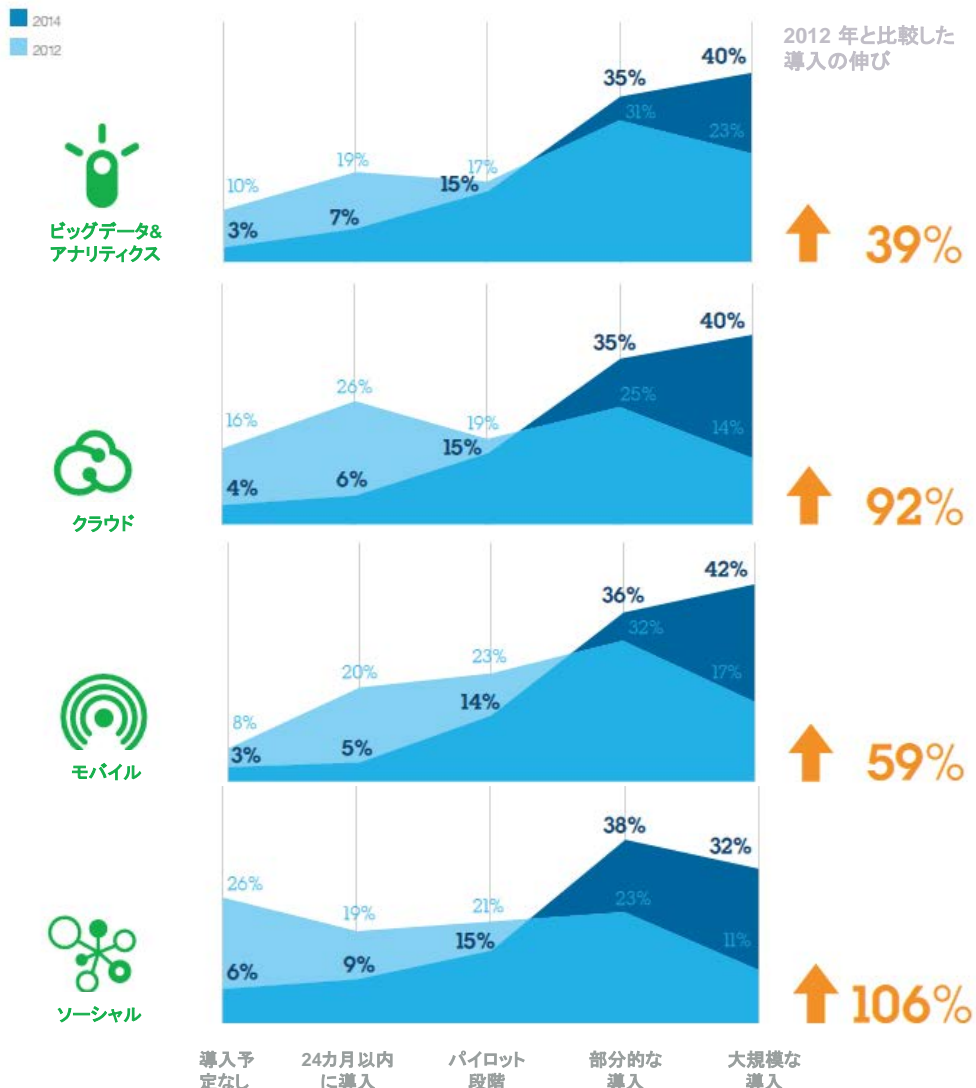 2014
2012
2012 年と比較した
導入の伸び
40%
35%
31%
23%
19%
17%
10%
15%
7%
3%
ビッグデータ&
アナリティクス
39%
40%
35%
26%
25%
16%
19%
14%
15%
6%
4%
クラウド
92%
42%
36%
32%
23%
20%
17%
14%
8%
5%
3%
モバイル
59%
38%
32%
26%
23%
21%
19%
11%
15%
9%
6%
ソーシャル
106%
導入予
定なし
24カ月以内
に導入
パイロット
段階
部分的な
導入
大規模な
導入